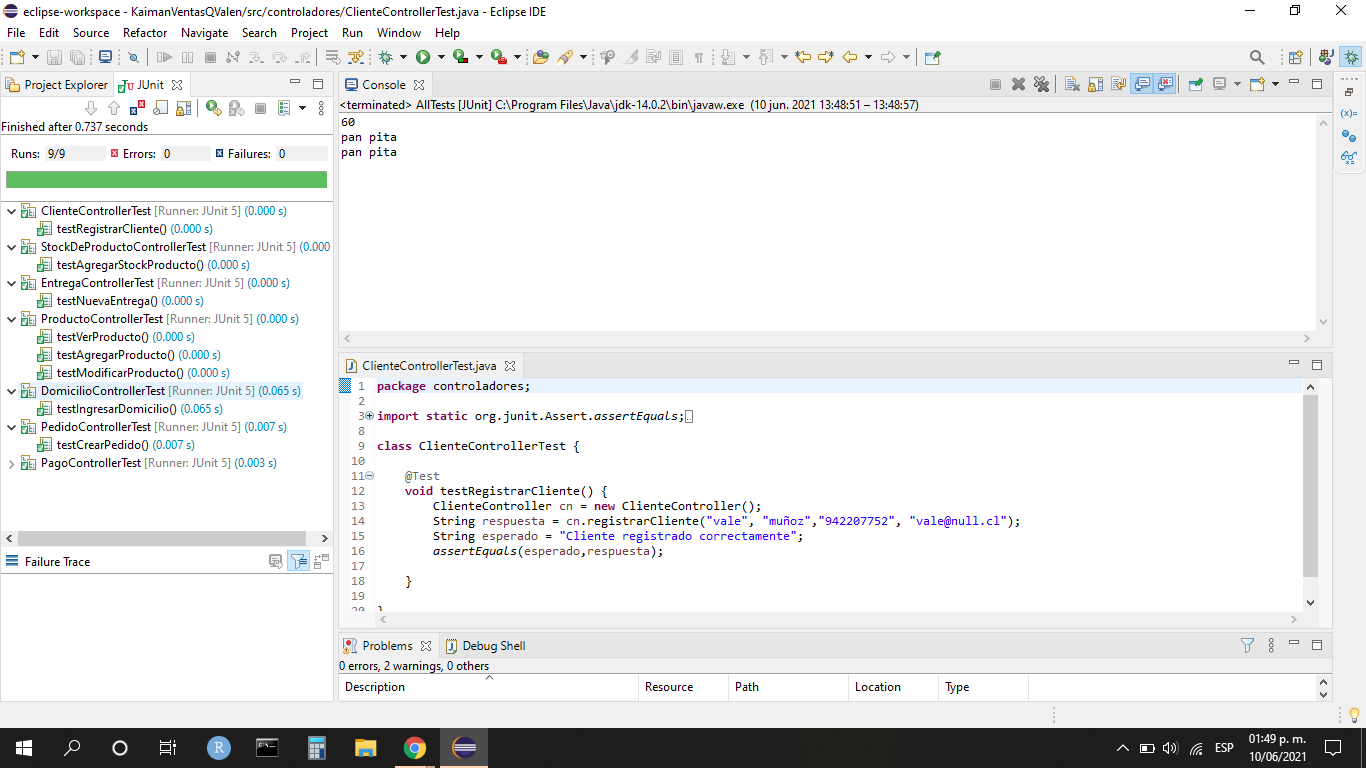 eclipse-workspace - KaimanVentasQValen/src/controladores/ClienteControllerTest.java - Eclipse IDE
File Edit Source Refactor Navigate Search Project Run Window Help
Project Explorer JUnit
Finished after 0.737 seconds
Runs: 9/9 Errors: 0 Failures: 0
ClienteControllerTest [Runner: JUnit 5] (0.000 s)
testRegistrarCliente() (0.000 s)
StockDeProductoControllerTest [Runner: JUnit 5] (0.000
testAgregarStockProducto() (0.000 s)
EntregaControllerTest [Runner: JUnit 5] (0.000 s)
testNuevaEntrega() (0.000 s)
ProductoControllerTest [Runner: JUnit 5] (0.000 s)
testVerProducto() (0.000 s)
testAgregarProducto() (0.000 s)
testModificarProducto() (0.000 s)
DomicilioControllerTest [Runner: JUnit 5] (0.065 s)
testIngresarDomicilio() (0.065 s)
PedidoControllerTest [Runner: JUnit 5] (0.007 s)
testCrearPedido() (0.007 s)
PagoControllerTest [Runner: JUnit 5] (0.003 s)
Failure Trace
Console
<terminated> AllTests [JUnit] C:\Program Files\Java\jdk-14.0.2\bin\javaw.exe (10 jun. 2021 13:48:51 – 13:48:57)
60
pan pita
pan pita
(x)=
ClienteControllerTest.java
1 package controladores;
2
3 import static org.junit.Assert.assertEquals;
8
9 class ClienteControllerTest {
10
11 @Test
12 void testRegistrarCliente() {
13 ClienteController cn = new ClienteController();
14 String respuesta = cn.registrarCliente("vale", "muñoz","942207752", "vale@null.cl");
15 String esperado = "Cliente registrado correctamente";
16 assertEquals(esperado,respuesta);
17
18 }
19
20 }
Problems Debug Shell
0 errors, 2 warnings, 0 others
Description Resource Path Location Type
R
ESP
01:49 p. m.
10/06/2021